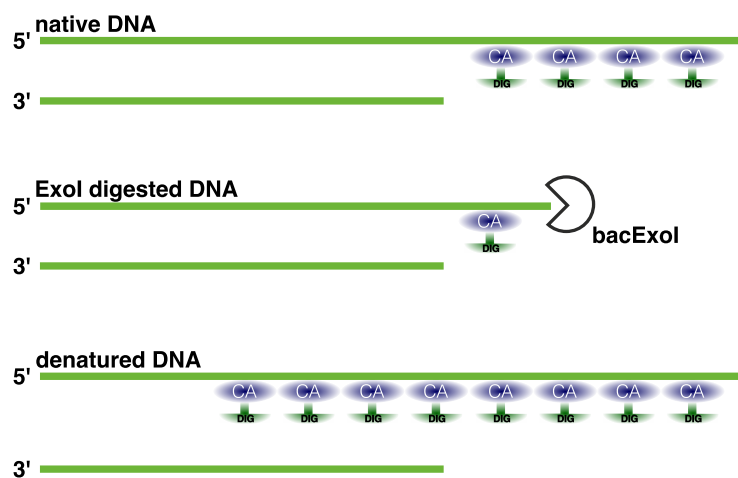 native DNA
5'
CA CA CA CA
DIG DIG DIG DIG
3'
ExoI digested DNA
5'
CA
bacExoI
DIG
3'
denatured DNA
5'
CA CA CA CA CA CA CA CA
DIG DIG DIG DIG DIG DIG DIG DIG
3'